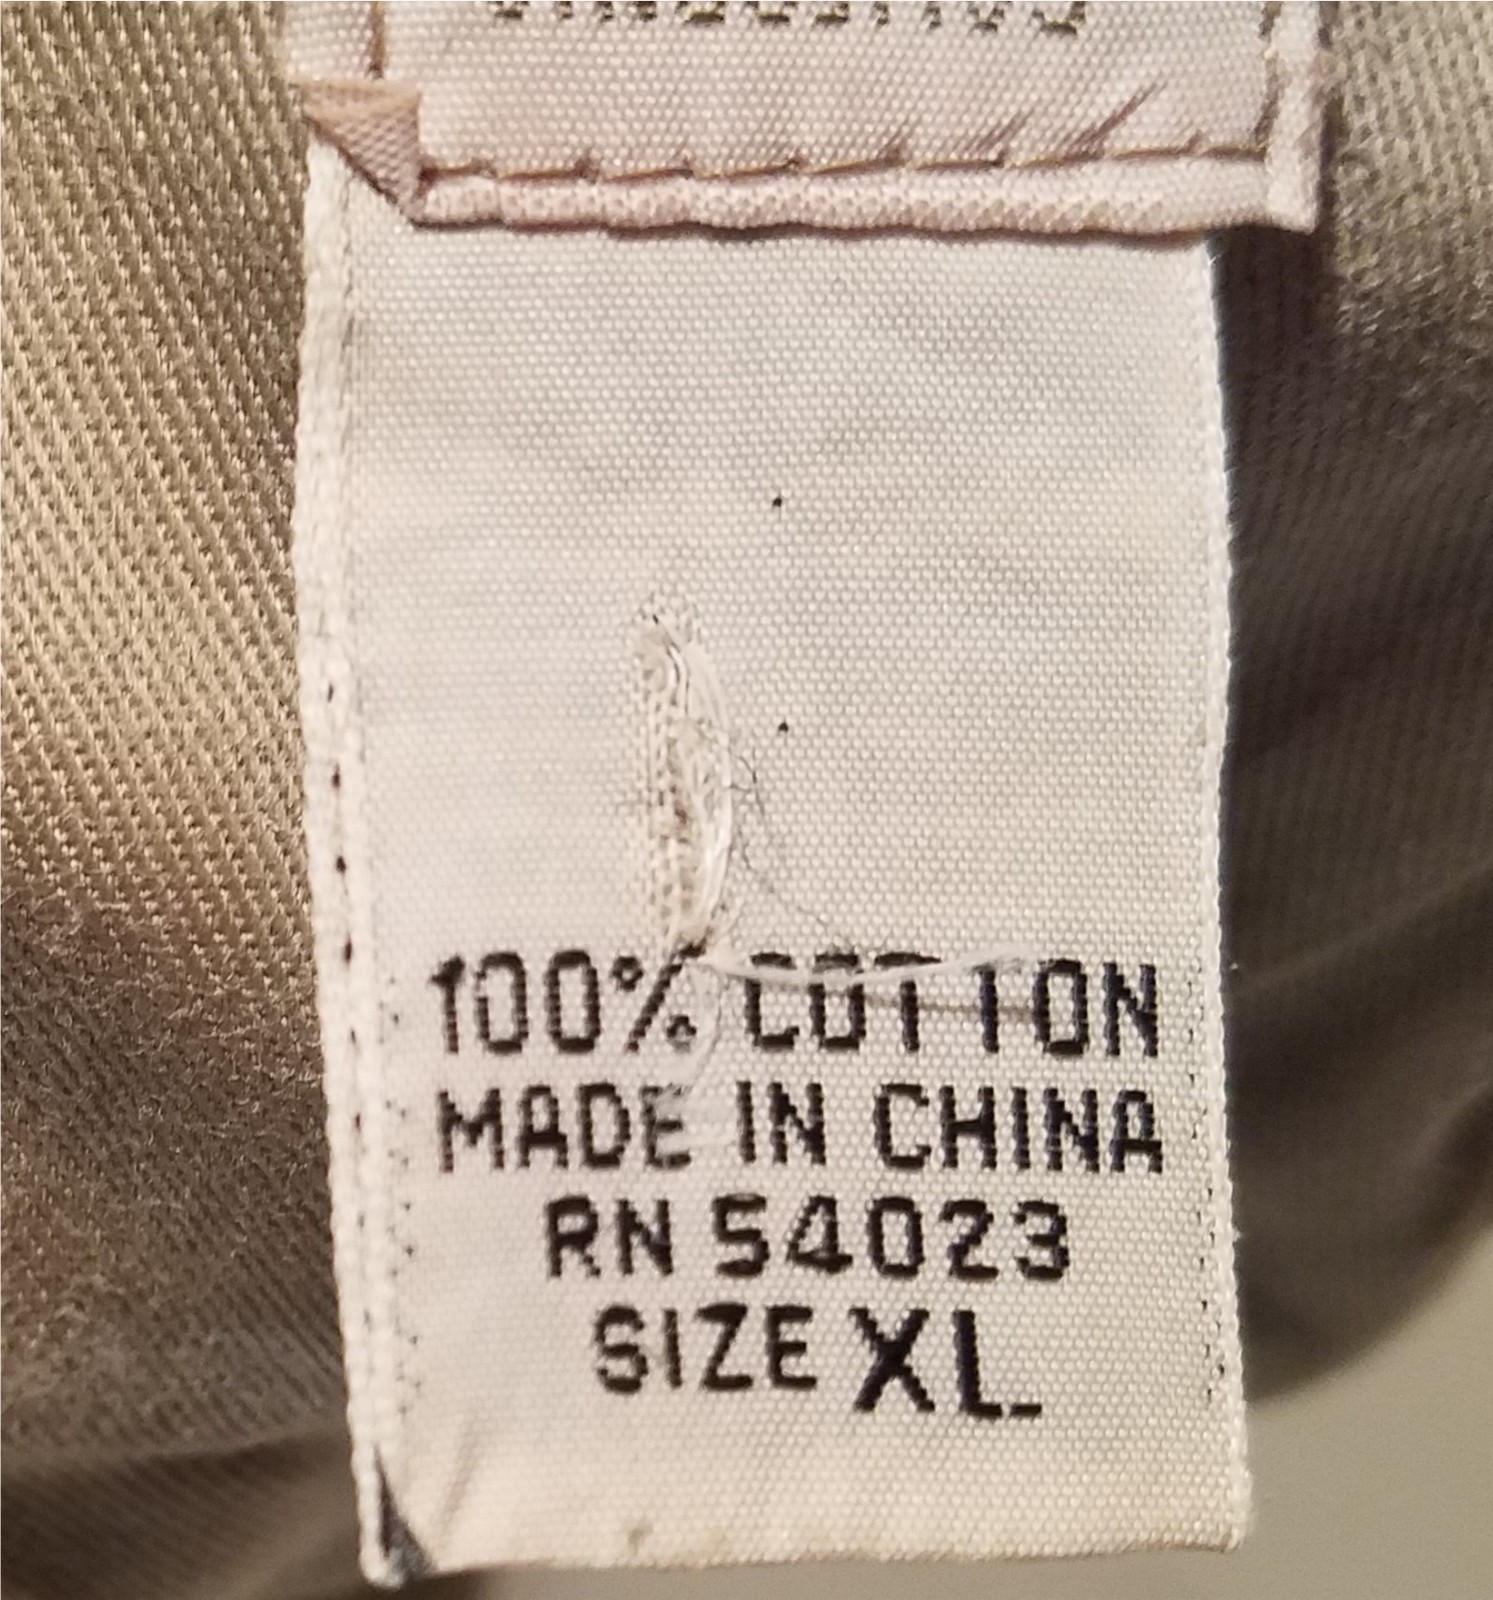 100% COTTON
MADE IN CHINA
RN 54023
SIZE XL